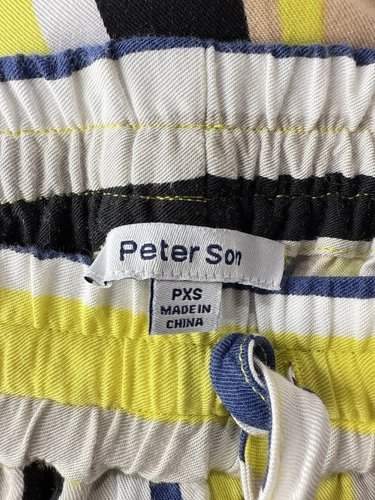 Peter Son
PXS
MADE IN
CHINA